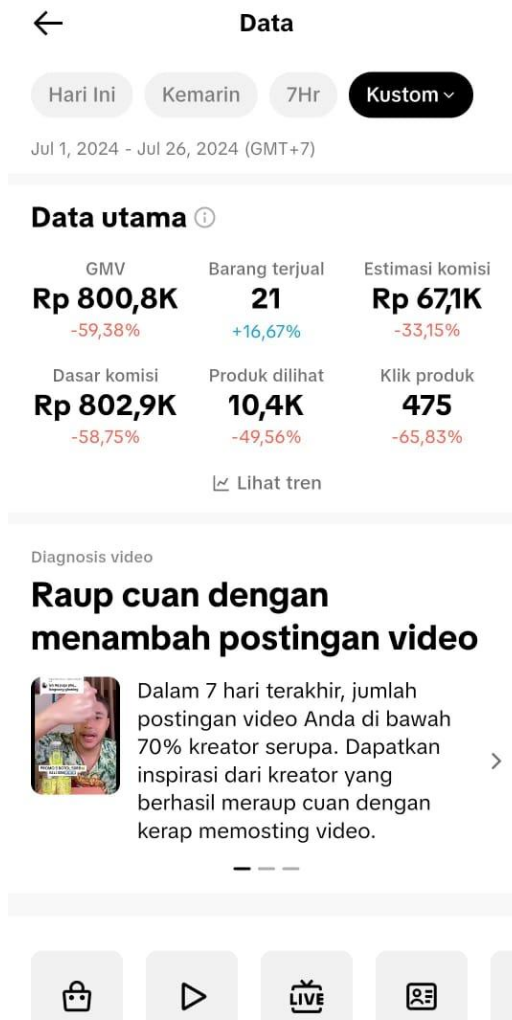 Data
Hari Ini
Kemarin
7Hr
Kustom
Jul 1, 2024 - Jul 26, 2024 (GMT+7)
Data utama
GMV
Rp 800,8K
-59,38%
Barang terjual
21
+16,67%
Estimasi komisi
Rp 67,1K
-33,15%
Dasar komisi
Rp 802,9K
-58,75%
Produk dilihat
10,4K
-49,56%
Klik produk
475
-65,83%
Lihat tren
Diagnosis video
Raup cuan dengan
menambah postingan video
Dalam 7 hari terakhir, jumlah
postingan video Anda di bawah
70% kreator serupa. Dapatkan
inspirasi dari kreator yang
berhasil meraup cuan dengan
kerap memosting video.
LIVE